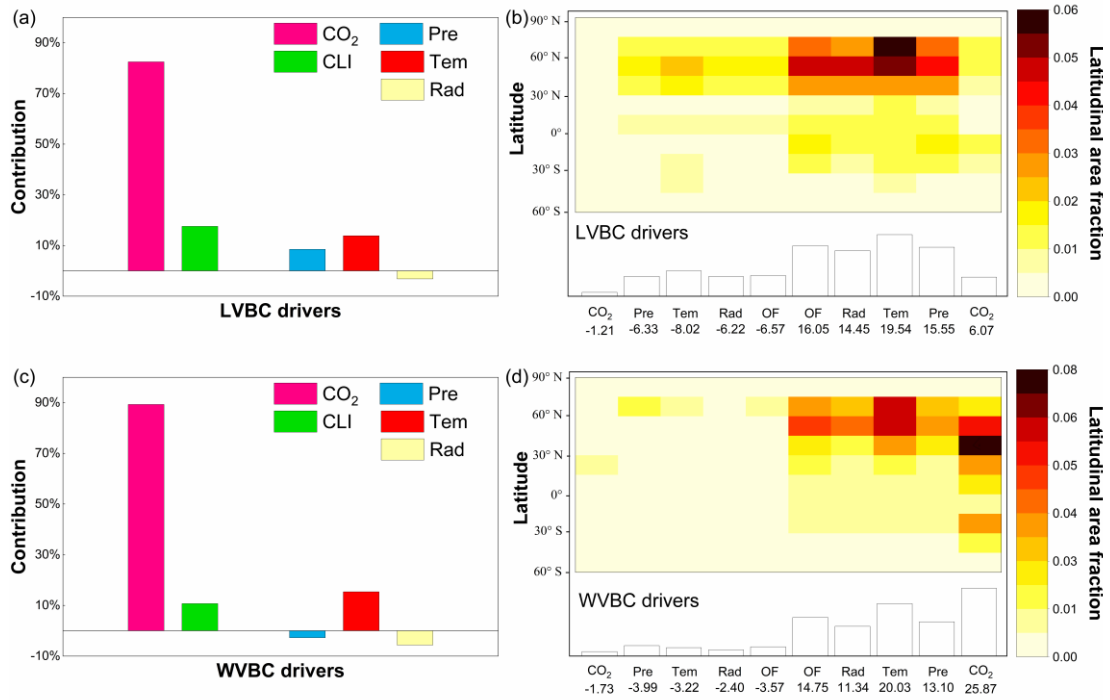 (a)
90%
70%
50%
30%
10%
-10%
Contribution
CO₂
CLI
Pre
Tem
Rad
LVBC drivers
(b)
90° N
60° N
30° N
0°
30° S
60° S
Latitude
LVBC drivers
CO₂ Pre Tem Rad OF OF Rad Tem Pre CO₂
-1.21 -6.33 -8.02 -6.22 -6.57 16.05 14.45 19.54 15.55 6.07
0.06
0.05
0.04
0.03
0.02
0.01
0.00
Latitudinal area fraction
(c)
90%
70%
50%
30%
10%
-10%
Contribution
CO₂
CLI
Pre
Tem
Rad
WVBC drivers
(d)
90° N
60° N
30° N
0°
30° S
60° S
Latitude
WVBC drivers
CO₂ Pre Tem Rad OF OF Rad Tem Pre CO₂
-1.73 -3.99 -3.22 -2.40 -3.57 14.75 11.34 20.03 13.10 25.87
0.08
0.06
0.05
0.04
0.03
0.01
0.00
Latitudinal area fraction